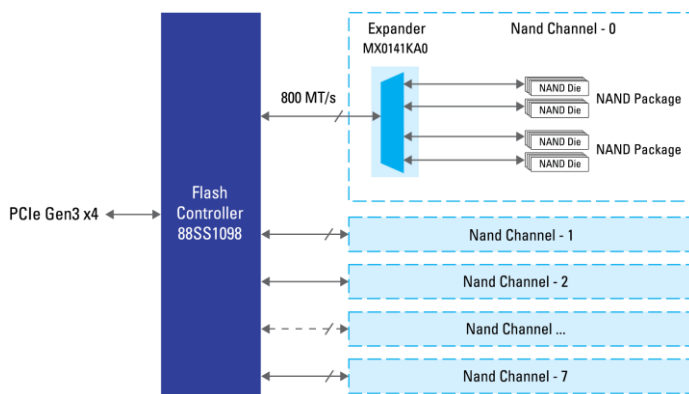 Expander
MX0141KA0
Nand Channel - 0
800 MT/s
NAND Die
NAND Die
NAND Package
NAND Die
NAND Die
NAND Package
PCIe Gen3 x4
Flash
Controller
88SS1098
Nand Channel - 1
Nand Channel - 2
Nand Channel ...
Nand Channel - 7